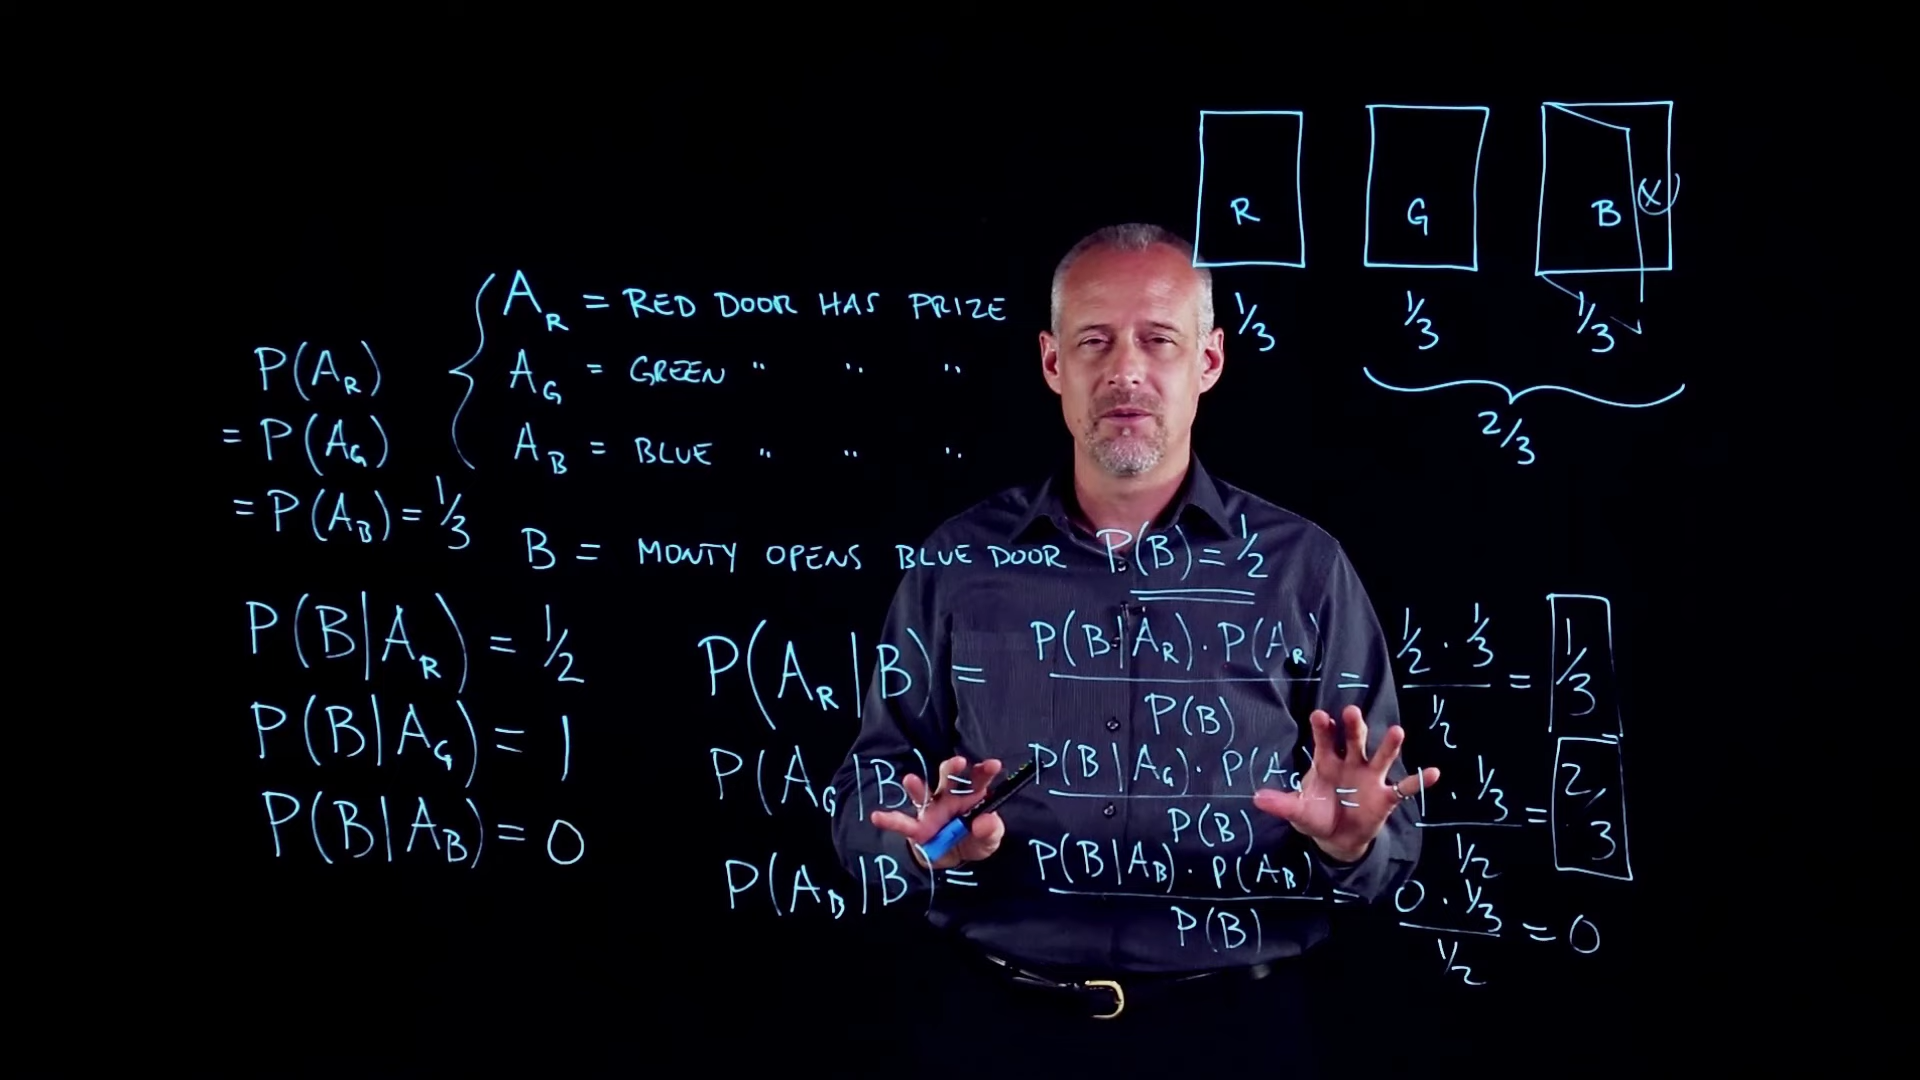 R G B X
1/3 1/3 1/3
2/3
A_R = RED DOOR HAS PRIZE
A_G = GREEN " " "
A_B = BLUE " " "
P(A_R)
= P(A_G)
= P(A_B) = 1/3
B = MONTY OPENS BLUE DOOR P(B) = 1/2
P(B|A_R) = 1/2
P(B|A_G) = 1
P(B|A_B) = 0
P(A_R|B) = P(B|A_R) · P(A_R) / P(B) = 1/2 · 1/3 / 1/2 = 1/3
P(A_G|B) = P(B|A_G) · P(A_G) / P(B) = 1 · 1/3 / 1/2 = 2/3
P(A_B|B) = P(B|A_B) · P(A_B) / P(B) = 0 · 1/3 / 1/2 = 0